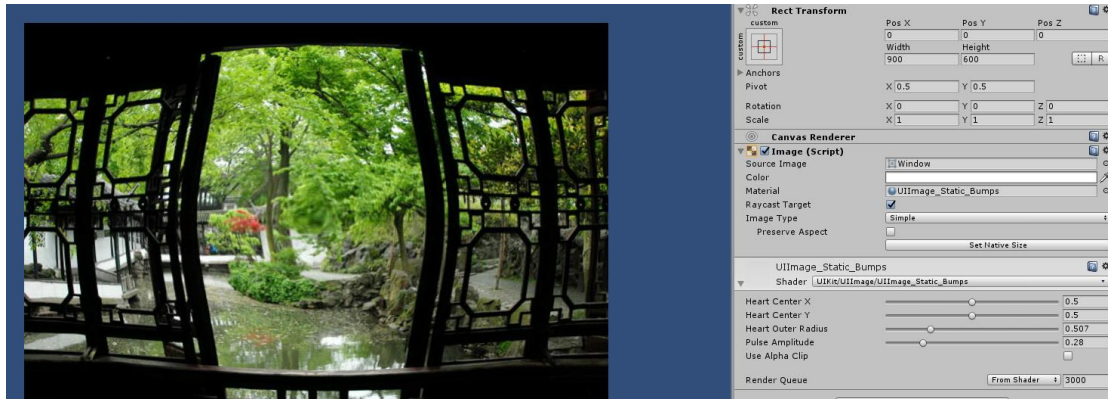 Rect Transform
custom
custom
Pos X Pos Y Pos Z
0 0 0
Width Height
900 600
R
Anchors
Pivot X 0.5 Y 0.5
Rotation X 0 Y 0 Z 0
Scale X 1 Y 1 Z 1
Canvas Renderer
Image (Script)
Source Image Window
Color
Material UIImage_Static_Bumps
Raycast Target
Image Type Simple
Preserve Aspect
Set Native Size
UIImage_Static_Bumps
Shader UIKit/UIImage/UIImage_Static_Bumps
Heart Center X 0.5
Heart Center Y 0.5
Heart Outer Radius 0.507
Pulse Amplitude 0.28
Use Alpha Clip
Render Queue From Shader 3000